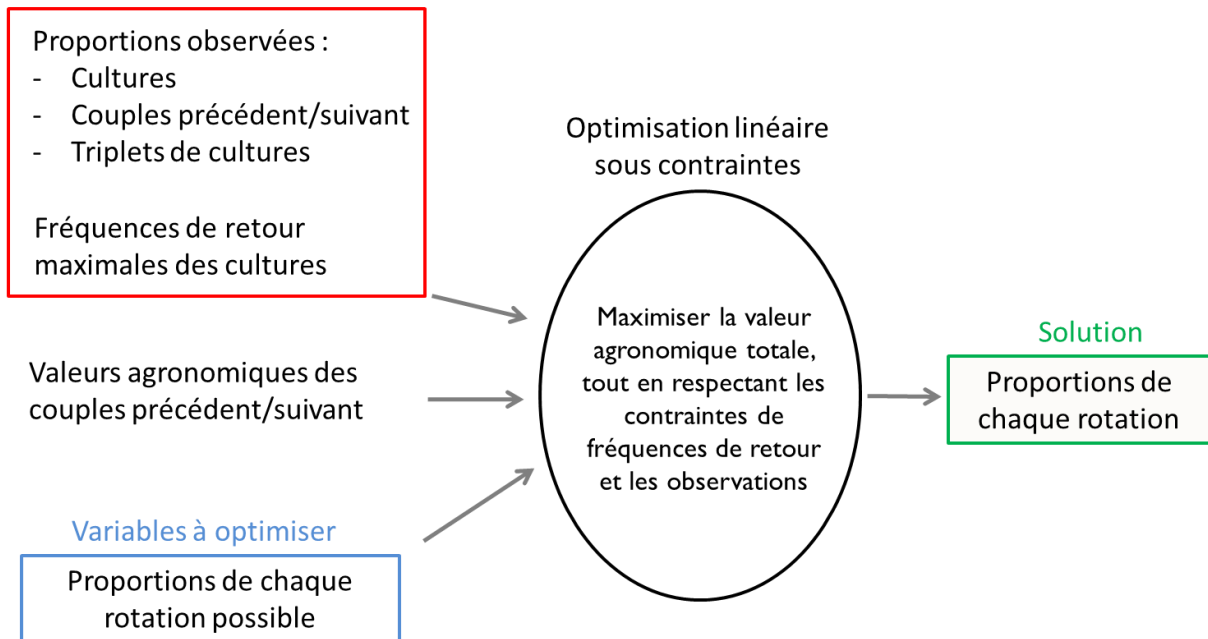 Proportions observées :
- Cultures
- Couples précédent/suivant
- Triplets de cultures
Fréquences de retour
maximales des cultures
Valeurs agronomiques des
couples précédent/suivant
Variables à optimiser
Proportions de chaque
rotation possible
Optimisation linéaire
sous contraintes
Maximiser la valeur
agronomique totale,
tout en respectant les
contraintes de
fréquences de retour
et les observations
Solution
Proportions de
chaque rotation